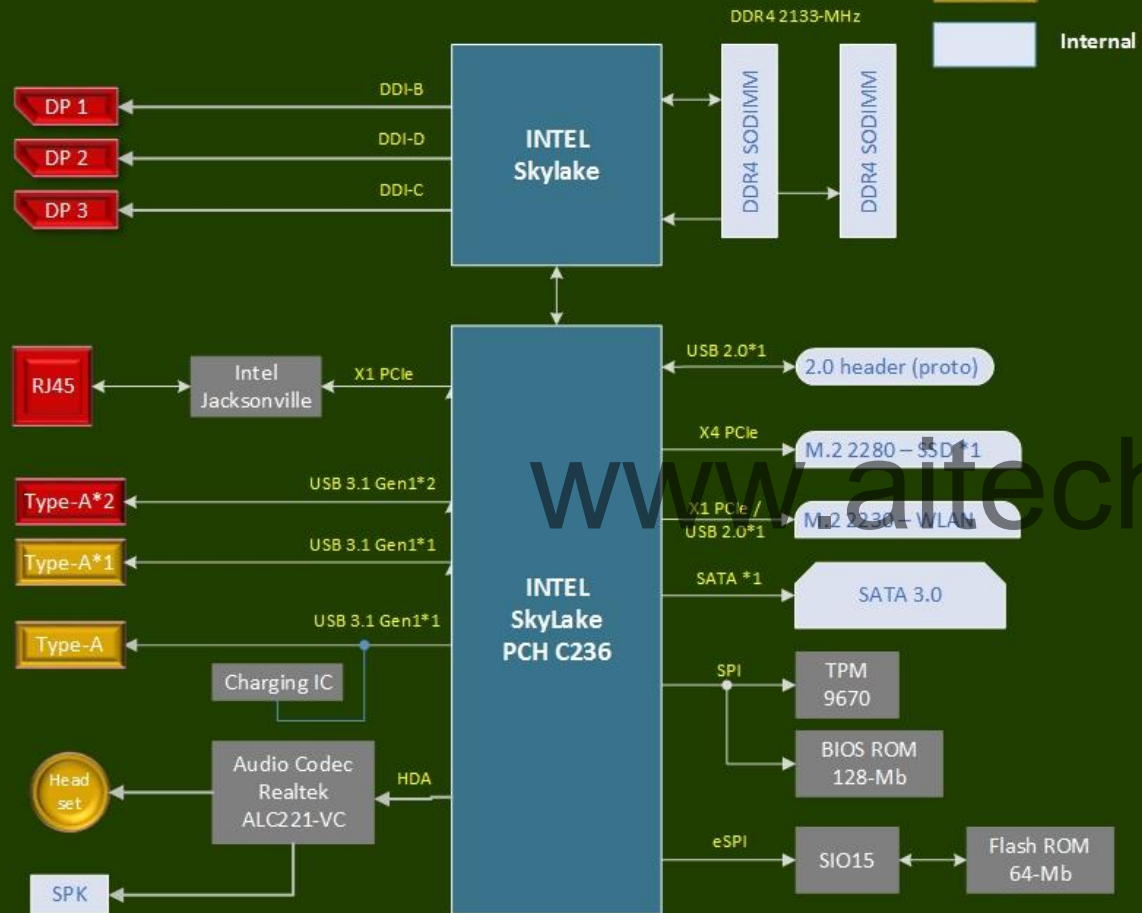 DDR4 2133-MHz
Internal
DDI-B
DP 1
DDI-D
DP 2
DDI-C
DP 3
INTEL
Skylake
DDR4 SODIMM
DDR4 SODIMM
RJ45
Intel
Jacksonville
X1 PCIe
USB 2.0*1
2.0 header (proto)
X4 PCIe
M.2 2280 – SSD *1
www.aitech
USB 3.1 Gen1*2
Type-A*2
X1 PCIe /
USB 2.0*1
M.2 2230 – WLAN
USB 3.1 Gen1*1
Type-A*1
INTEL
SkyLake
PCH C236
SATA *1
SATA 3.0
USB 3.1 Gen1*1
Type-A
Charging IC
SPI
TPM
9670
BIOS ROM
128-Mb
Head
set
Audio Codec
Realtek
ALC221-VC
HDA
eSPI
SIO15
Flash ROM
64-Mb
SPK